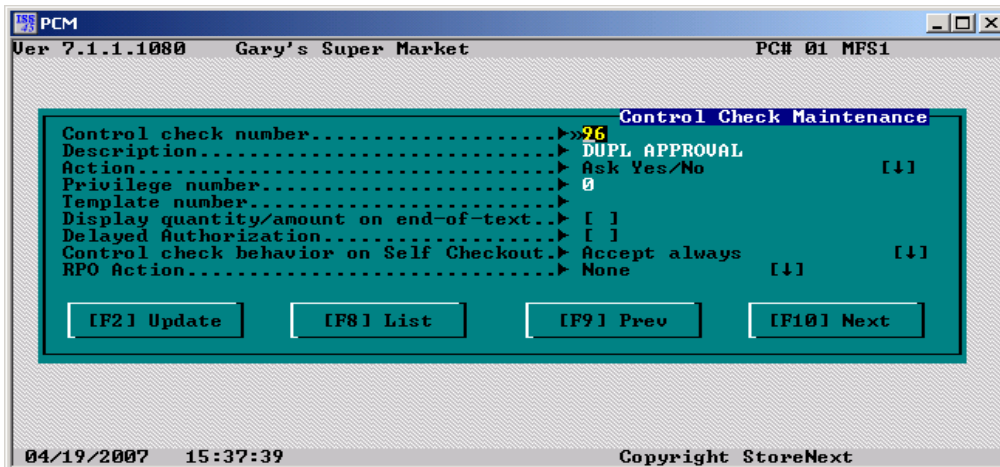 ISS 45 PCM
Ver 7.1.1.1080 Gary's Super Market PC# 01 MFS1
Control Check Maintenance
Control check number....................►»96
Description.............................► DUPL APPROVAL
Action..................................► Ask Yes/No [↓]
Privilege number........................► 0
Template number.........................►
Display quantity/amount on end-of-text..► [ ]
Delayed Authorization...................► [ ]
Control check behavior on Self Checkout.► Accept always [↓]
RPO Action..............................► None [↓]
[F2] Update [F8] List [F9] Prev [F10] Next
04/19/2007 15:37:39 Copyright StoreNext